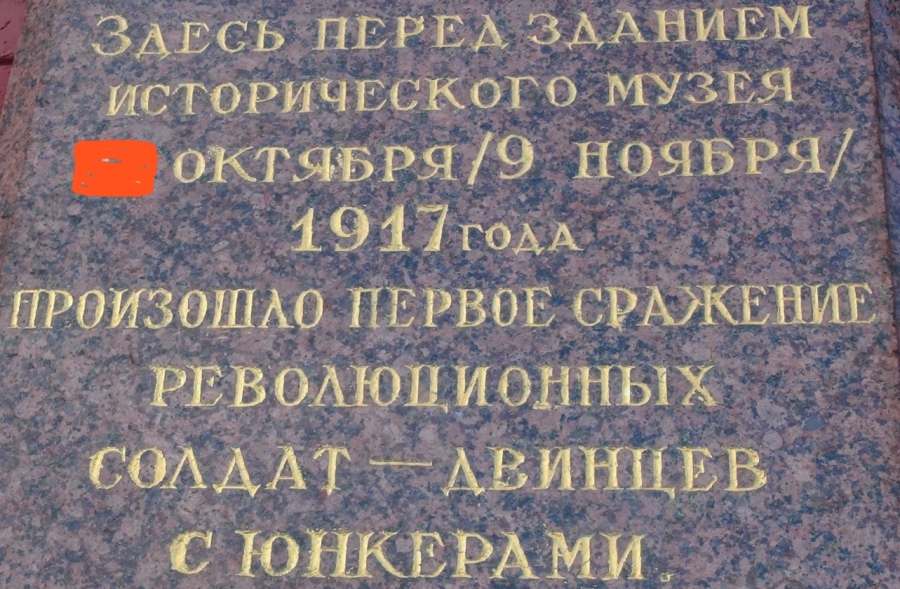 Здесь перед зданием
исторического музея
октября /9 ноября/
1917 года
произошло первое сражение
революционных
солдат — двинцев
с юнкерами.